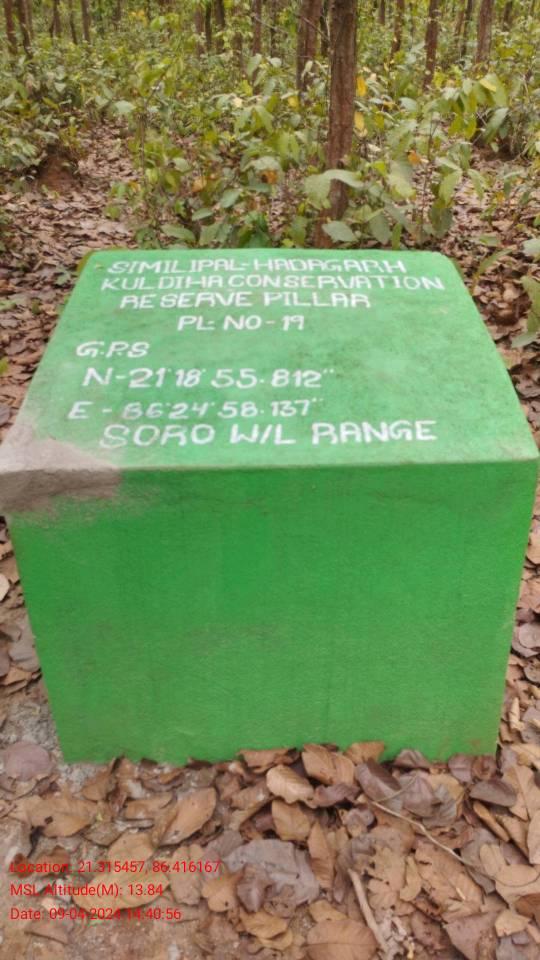 SIMILIPAL-HADAGARH
KULDIHA CONSERVATION
RESERVE PILLAR
PL. NO-19
G.P.S
N-21°18'55.812"
E-86°24'58.137"
SORO W/L RANGE
Location: 21.315457, 86.416167
MSL Altitude(M): 13.84
Date: 09-04-2024 14:40:56